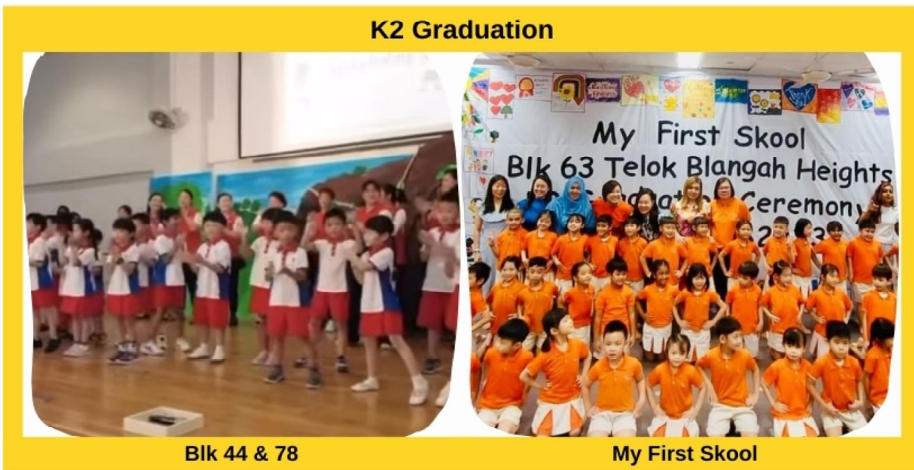 K2 Graduation
My First Skool
Blk 63 Telok Blangah Heights
Ceremony
Blk 44 & 78
My First Skool